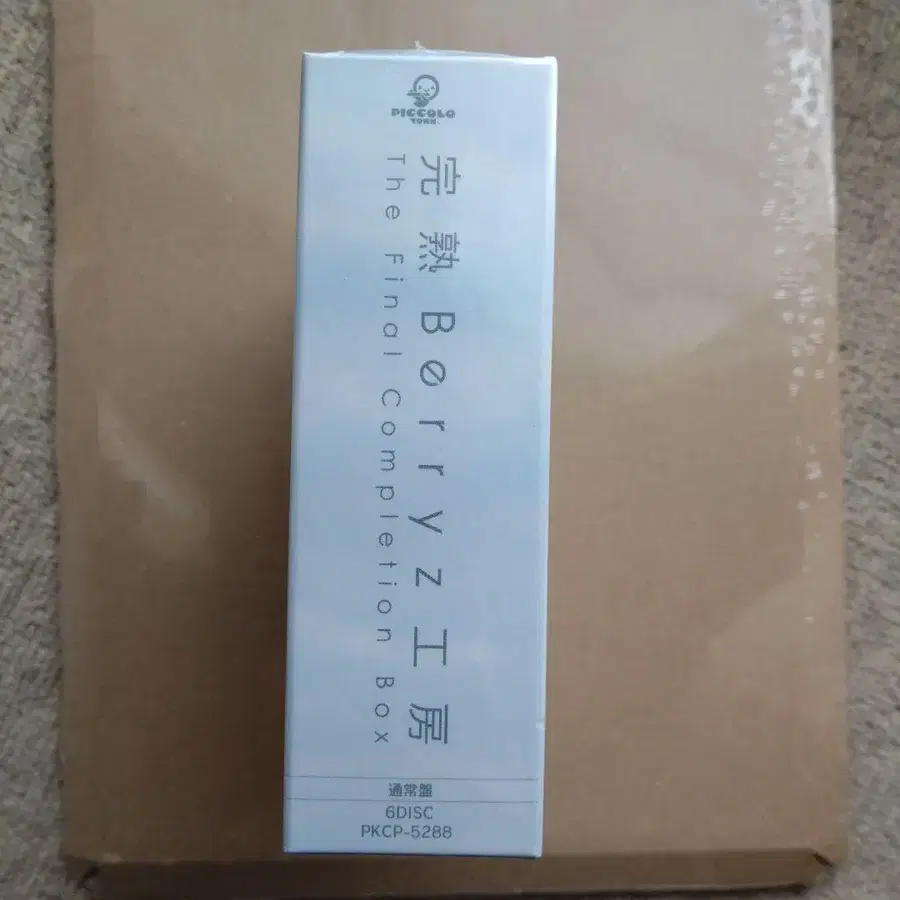 PICCOLO
TOWN
完熟Berryz工房
The Final Completion Box
通常盤
6DISC
PKCP-5288